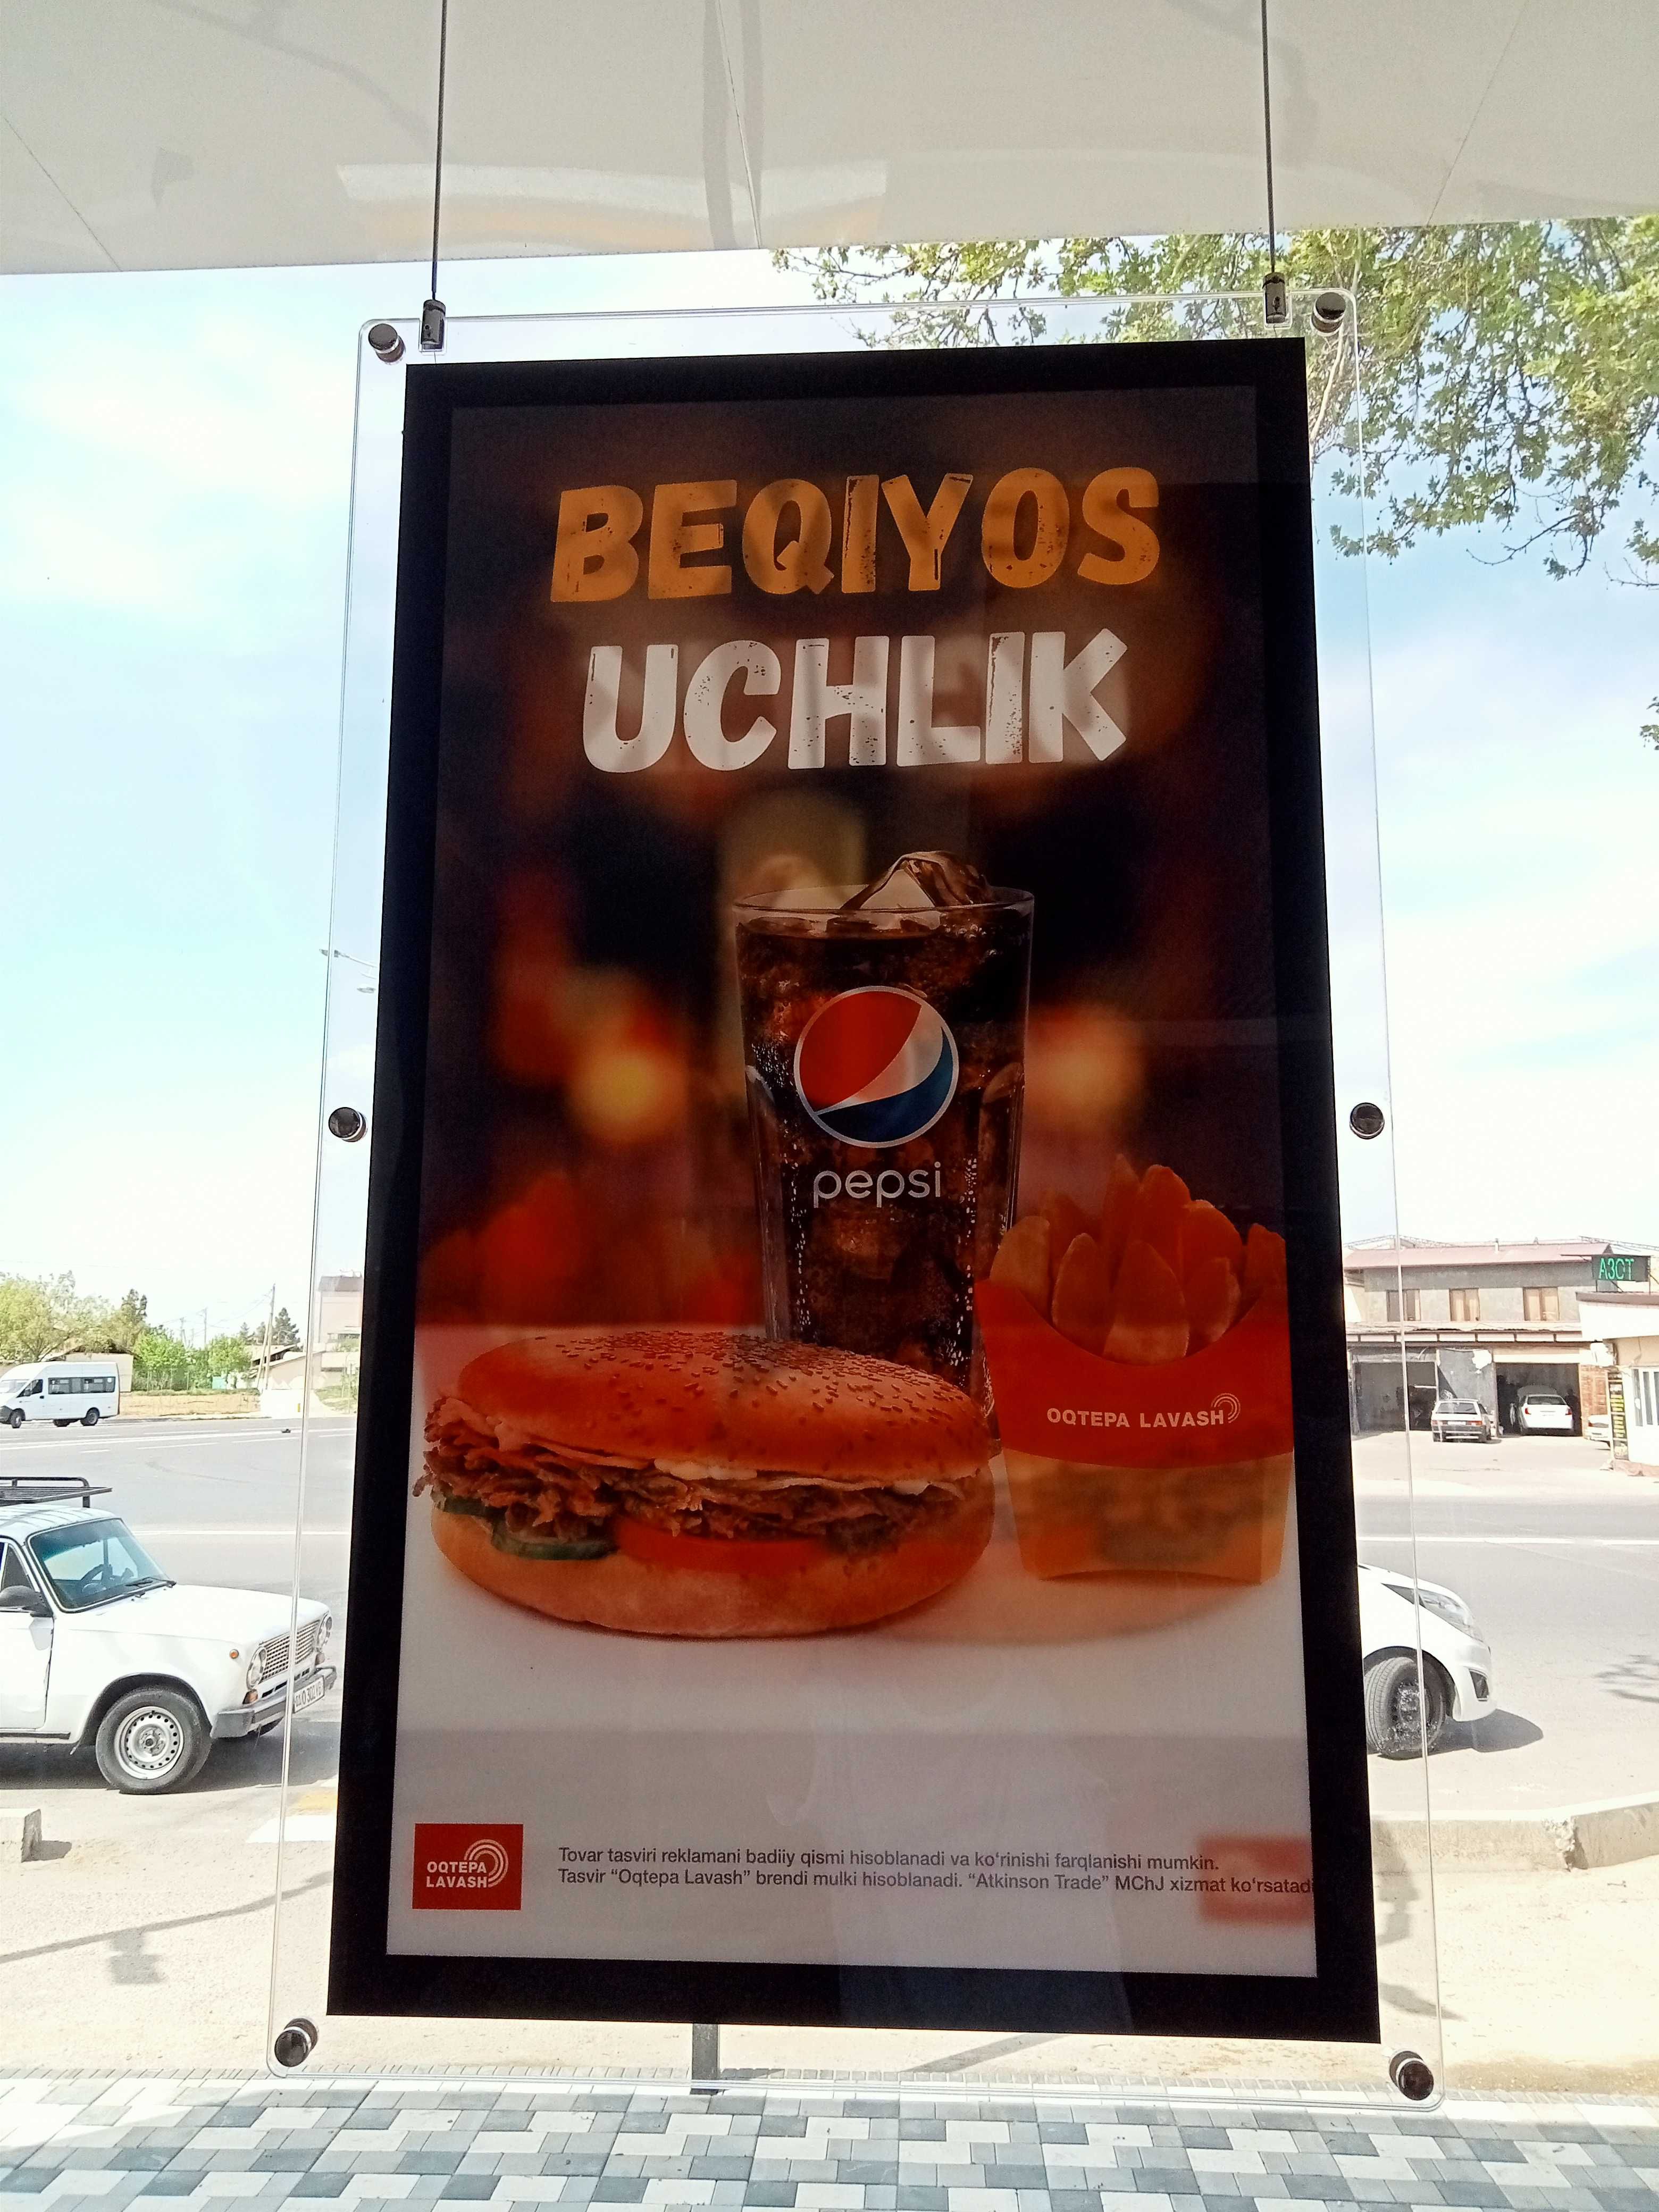 BEQIYOS
UCHLIK
pepsi
АЗОТ
OQTEPA LAVASH
OQTEPA
LAVASH
Tovar tasviri reklamani badiiy qismi hisoblanadi va ko‘rinishi farqlanishi mumkin.
Tasvir “Oqtepa Lavash” brendi mulki hisoblanadi. “Atkinson Trade” MChJ xizmat ko‘rsatadi